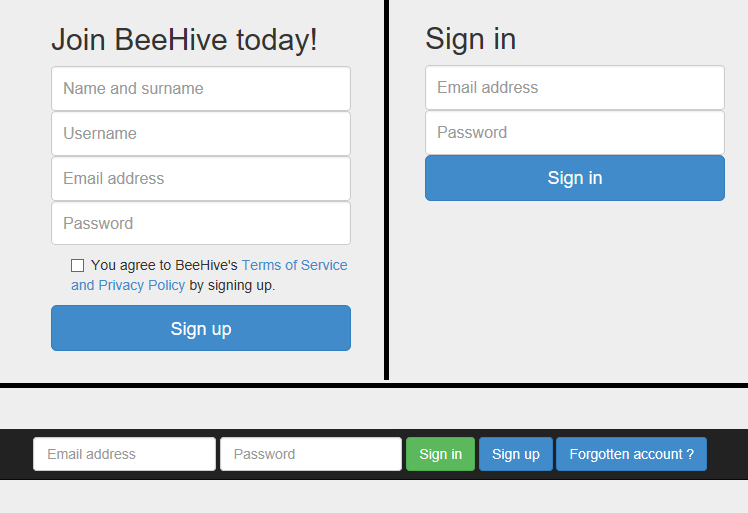 Join BeeHive today!
Name and surname
Username
Email address
Password
You agree to BeeHive's Terms of Service
and Privacy Policy by signing up.
Sign up
Sign in
Email address
Password
Sign in
Email address Password Sign in Sign up Forgotten account ?